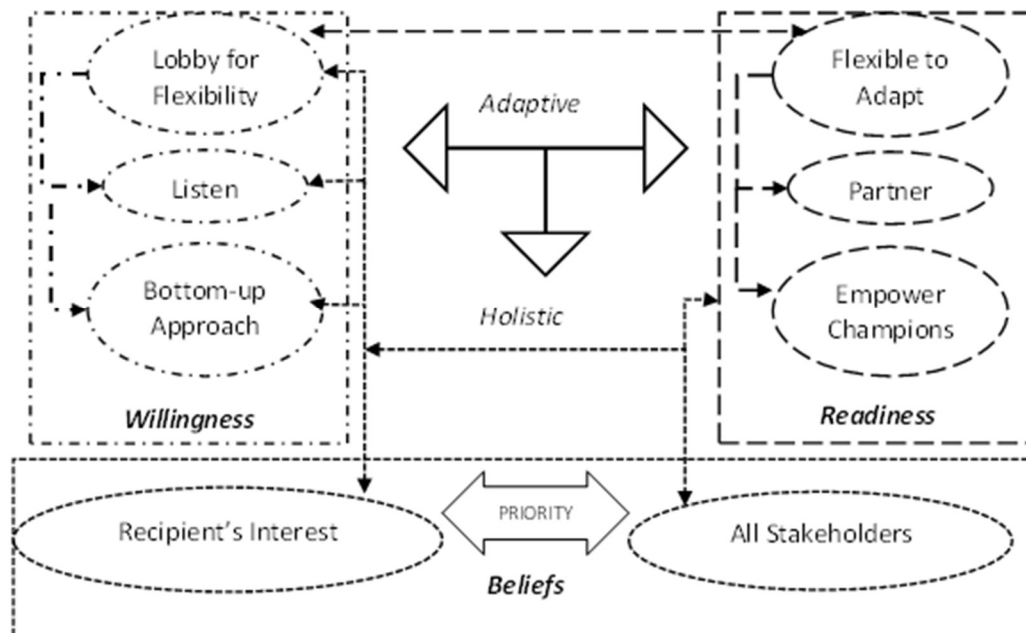 Lobby for
Flexibility
Listen
Bottom-up
Approach
Willingness
Adaptive
Holistic
Flexible to
Adapt
Partner
Empower
Champions
Readiness
Recipient's Interest
PRIORITY
All Stakeholders
Beliefs